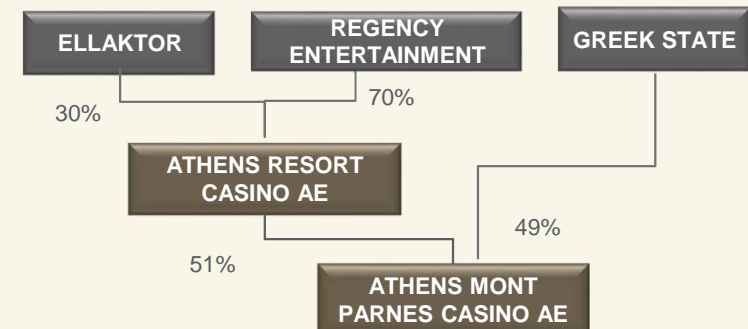 ELLAKTOR
REGENCY
ENTERTAINMENT
GREEK STATE
30%
70%
ATHENS RESORT
CASINO AE
51%
49%
ATHENS MONT
PARNES CASINO AE